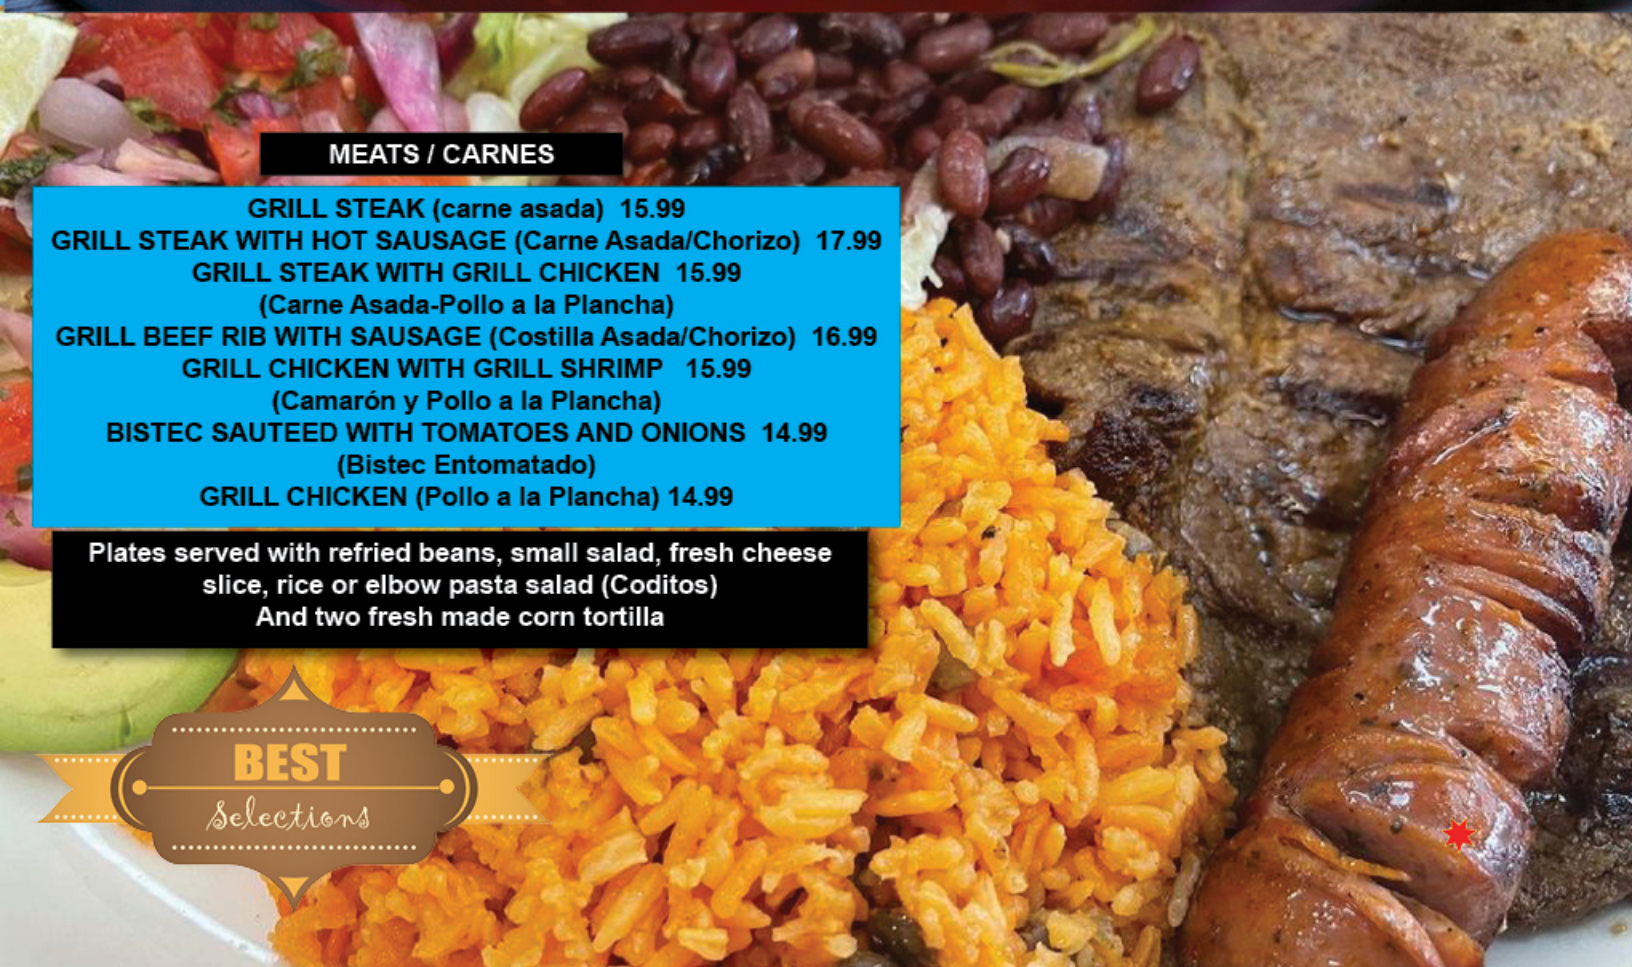 MEATS / CARNES
GRILL STEAK (carne asada) 15.99
GRILL STEAK WITH HOT SAUSAGE (Carne Asada/Chorizo) 17.99
GRILL STEAK WITH GRILL CHICKEN 15.99
(Carne Asada-Pollo a la Plancha)
GRILL BEEF RIB WITH SAUSAGE (Costilla Asada/Chorizo) 16.99
GRILL CHICKEN WITH GRILL SHRIMP 15.99
(Camarón y Pollo a la Plancha)
BISTEC SAUTEED WITH TOMATOES AND ONIONS 14.99
(Bistec Entomatado)
GRILL CHICKEN (Pollo a la Plancha) 14.99
Plates served with refried beans, small salad, fresh cheese
slice, rice or elbow pasta salad (Coditos)
And two fresh made corn tortilla
BEST
Selections